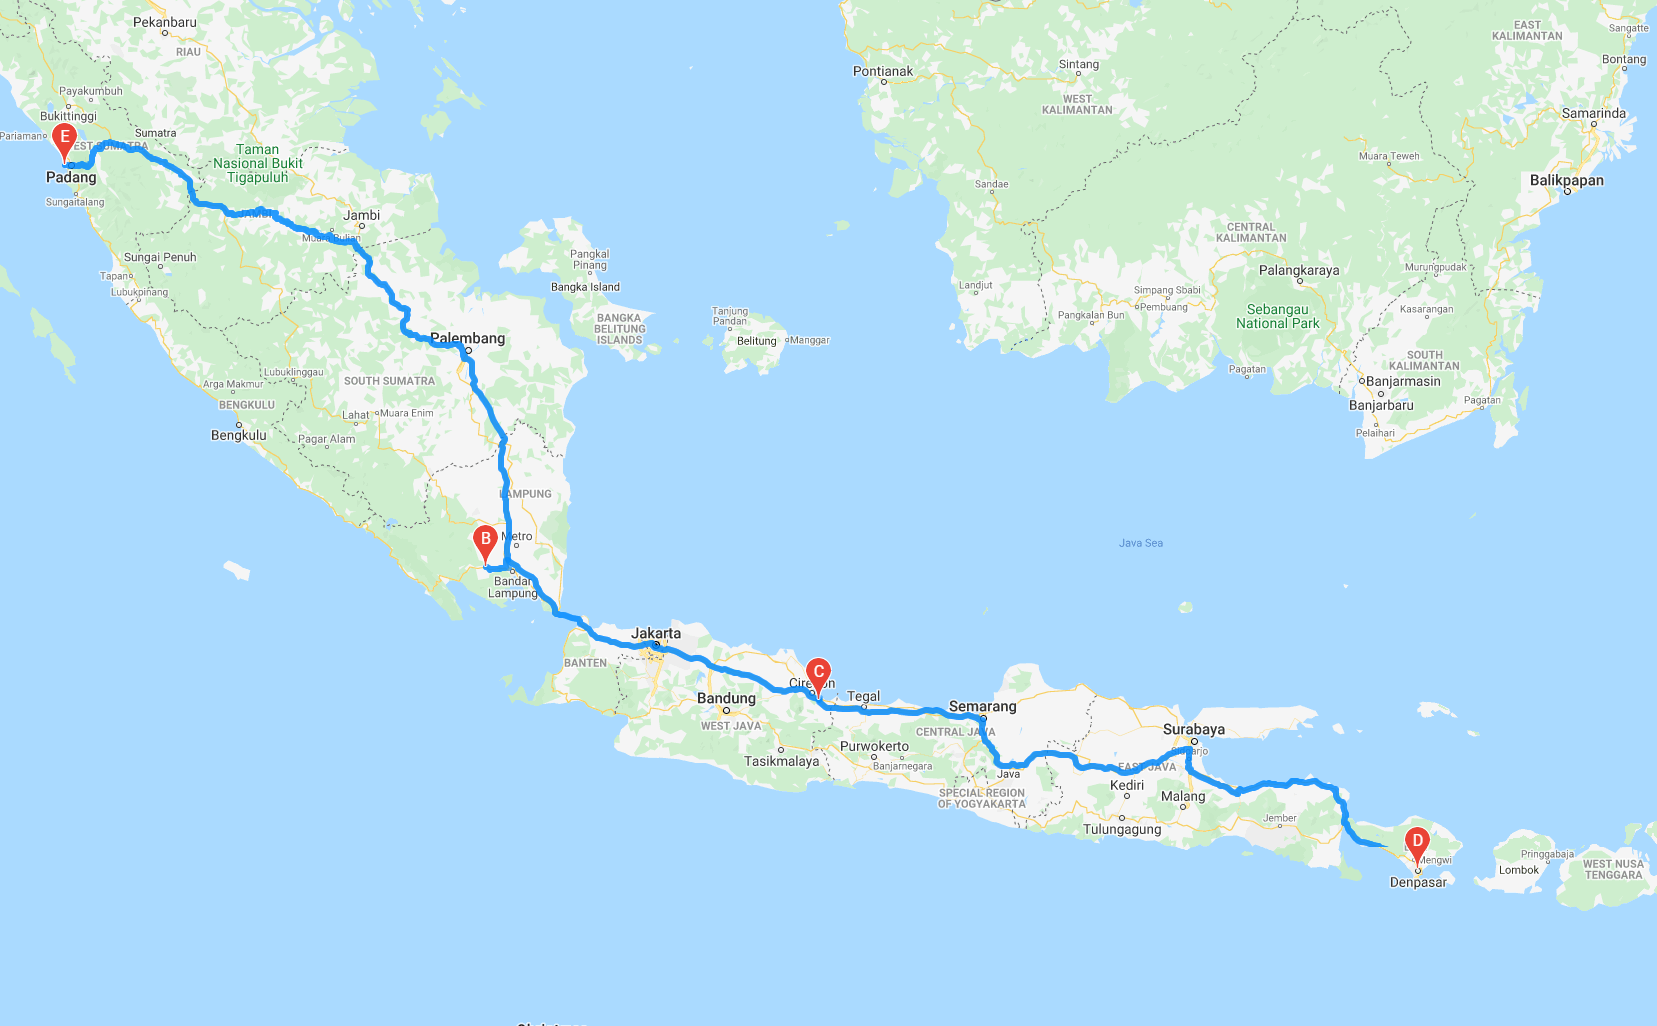 Pekanbaru
RIAU
Payakumbuh
Bukittinggi
Pariaman
E
WEST SUMATRA
Sumatra
Padang
Sungaitalang
Taman
Nasional Bukit
Tigapuluh
JAMBI
Jambi
Muara Bulian
Sungai Penuh
Tapan
Lubukpinang
Pangkal
Pinang
Bangka Island
BANGKA
BELITUNG
ISLANDS
Tanjung
Pandan
Belitung
Manggar
Palembang
Lubuklinggau
SOUTH SUMATRA
Arga Makmur
BENGKULU
Lahat
Muara Enim
Bengkulu
Pagar Alam
LAMPUNG
B
Metro
Bandar
Lampung
Pontianak
Sintang
WEST
KALIMANTAN
Sandae
Landjut
EAST
KALIMANTAN
Sangatte
Bontang
Samarinda
Muara Teweh
Balikpapan
CENTRAL
KALIMANTAN
Palangkaraya
Murungpudak
Simpang Sbabi
Pembuang
Pangkalan Bun
Sebangau
National Park
Kasarangan
SOUTH
KALIMANTAN
Pagatan
Banjarmasin
Banjarbaru
Pagatan
Pelaihari
Java Sea
Jakarta
BANTEN
C
Bandung
WEST JAVA
Tegal
Semarang
CENTRAL JAVA
Purwokerto
Banjarnegara
Tasikmalaya
Java
SPECIAL REGION
OF YOGYAKARTA
Surabaya
EAST JAVA
Kediri
Malang
Tulungagung
Jember
D
Mengwi
Denpasar
Pringgabaja
Lombok
WEST NUSA
TENGGARA